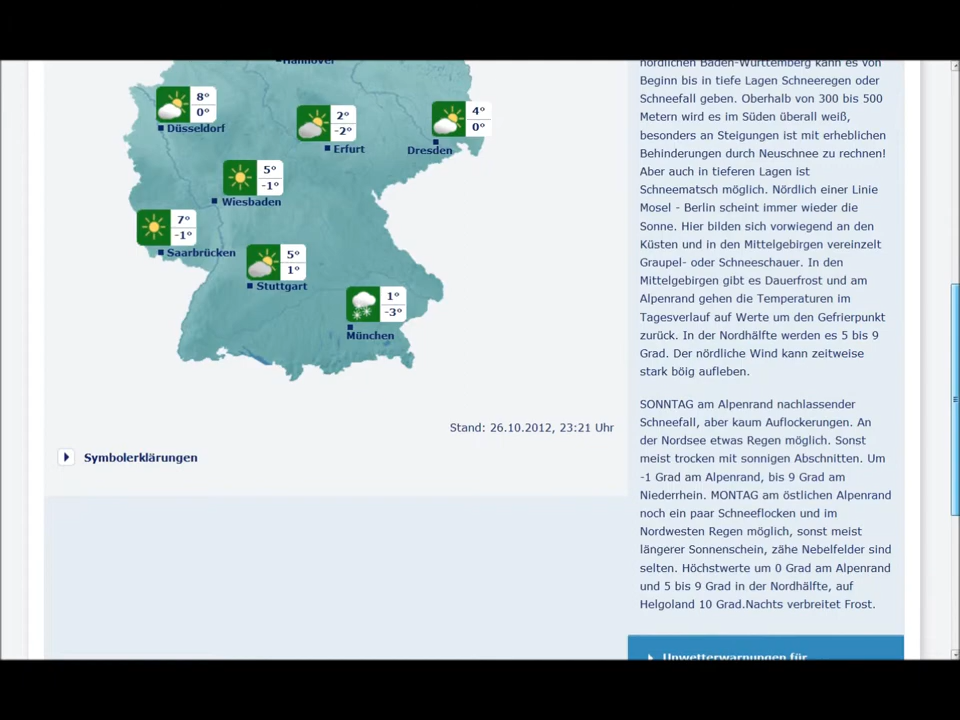 Hannover
8°
0°
Düsseldorf
2°
-2°
Erfurt
4°
0°
Dresden
5°
-1°
Wiesbaden
7°
-1°
Saarbrücken
5°
1°
Stuttgart
1°
-3°
München
Stand: 26.10.2012, 23:21 Uhr
Symbolerklärungen
nördlichen Baden-Württemberg kann es von
Beginn bis in tiefe Lagen Schneeregen oder
Schneefall geben. Oberhalb von 300 bis 500
Metern wird es im Süden überall weiß,
besonders an Steigungen ist mit erheblichen
Behinderungen durch Neuschnee zu rechnen!
Aber auch in tieferen Lagen ist
Schneematsch möglich. Nördlich einer Linie
Mosel - Berlin scheint immer wieder die
Sonne. Hier bilden sich vorwiegend an den
Küsten und in den Mittelgebirgen vereinzelt
Graupel- oder Schneeschauer. In den
Mittelgebirgen gibt es Dauerfrost und am
Alpenrand gehen die Temperaturen im
Tagesverlauf auf Werte um den Gefrierpunkt
zurück. In der Nordhälfte werden es 5 bis 9
Grad. Der nördliche Wind kann zeitweise
stark böig aufleben.
SONNTAG am Alpenrand nachlassender
Schneefall, aber kaum Auflockerungen. An
der Nordsee etwas Regen möglich. Sonst
meist trocken mit sonnigen Abschnitten. Um
-1 Grad am Alpenrand, bis 9 Grad am
Niederrhein. MONTAG am östlichen Alpenrand
noch ein paar Schneeflocken und im
Nordwesten Regen möglich, sonst meist
längerer Sonnenschein, zähe Nebelfelder sind
selten. Höchstwerte um 0 Grad am Alpenrand
und 5 bis 9 Grad in der Nordhälfte, auf
Helgoland 10 Grad.Nachts verbreitet Frost.
Unwetterwarnungen für